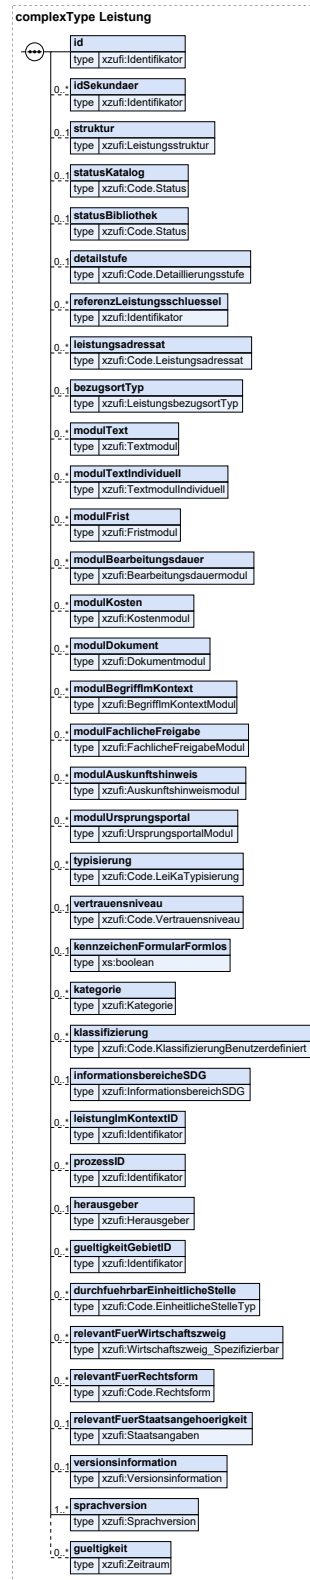 complexType Leistung
id
type xzufi:Identifikator
0..* idSekundaer
type xzufi:Identifikator
0..1 struktur
type xzufi:Leistungsstruktur
0..1 statusKatalog
type xzufi:Code.Status
0..1 statusBibliothek
type xzufi:Code.Status
0..1 detailstufe
type xzufi:Code.Detaillierungsstufe
0..* referenzLeistungsschluessel
type xzufi:Identifikator
0..* leistungsadressat
type xzufi:Code.Leistungsadressat
0..1 bezugsortTyp
type xzufi:LeistungsbezugsortTyp
0..* modulText
type xzufi:Textmodul
0..* modulTextIndividuell
type xzufi:TextmodulIndividuell
0..* modulFrist
type xzufi:Fristmodul
0..* modulBearbeitungsdauer
type xzufi:Bearbeitungsdauermodul
0..* modulKosten
type xzufi:Kostenmodul
0..* modulDokument
type xzufi:Dokumentmodul
0..* modulBegriffImKontext
type xzufi:BegriffImKontextModul
0..* modulFachlicheFreigabe
type xzufi:FachlicheFreigabeModul
0..* modulAuskunftshinweis
type xzufi:Auskunftshinweismodul
0..* modulUrsprungsportal
type xzufi:UrsprungsportalModul
0..* typisierung
type xzufi:Code.LeiKaTypisierung
0..1 vertrauensniveau
type xzufi:Code.Vertrauensniveau
0..1 kennzeichenFormularFormlos
type xs:boolean
0..* kategorie
type xzufi:Kategorie
0..* klassifizierung
type xzufi:Code.KlassifizierungBenutzerdefiniert
0..1 informationsbereicheSDG
type xzufi:InformationsbereichSDG
0..* leistungImKontextID
type xzufi:Identifikator
0..* prozessID
type xzufi:Identifikator
0..1 herausgeber
type xzufi:Herausgeber
0..* gueltigkeitGebietID
type xzufi:Identifikator
0..* durchfuehrbarEinheitlicheStelle
type xzufi:Code.EinheitlicheStelleTyp
0..* relevantFuerWirtschaftszweig
type xzufi:Wirtschaftszweig_Spezifizierbar
0..* relevantFuerRechtsform
type xzufi:Code.Rechtsform
0..1 relevantFuerStaatsangehoerigkeit
type xzufi:Staatsangaben
0..1 versionsinformation
type xzufi:Versionsinformation
1..* sprachversion
type xzufi:Sprachversion
0..* gueltigkeit
type xzufi:Zeitraum